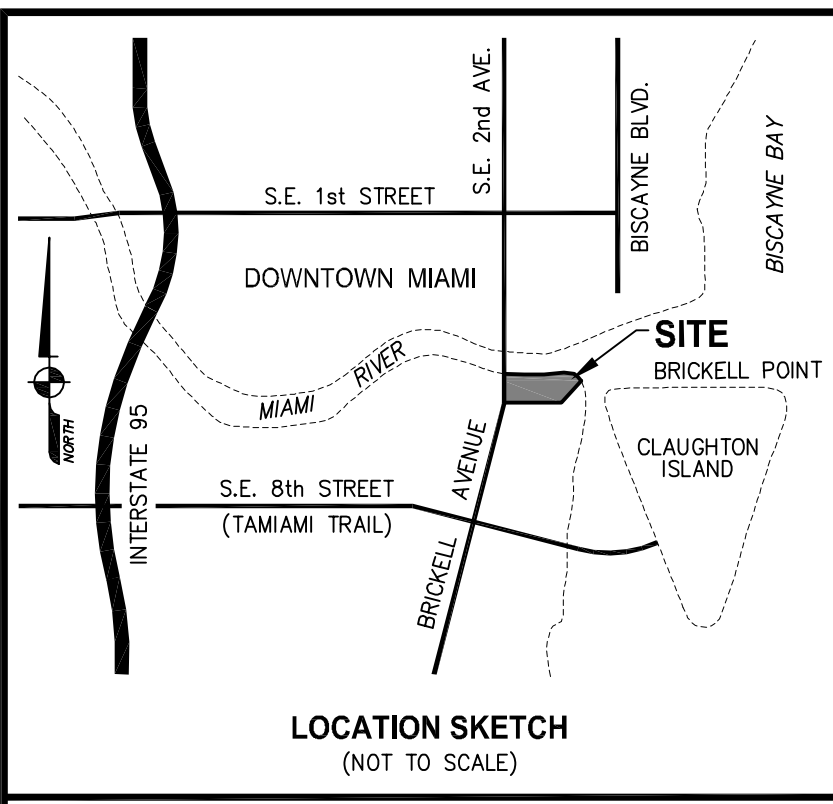 S.E. 2nd AVE.
BISCAYNE BLVD.
BISCAYNE BAY
S.E. 1st STREET
DOWNTOWN MIAMI
SITE
BRICKELL POINT
MIAMI RIVER
NORTH
INTERSTATE 95
CLAUGHTON
ISLAND
S.E. 8th STREET
(TAMIAMI TRAIL)
BRICKELL AVENUE
LOCATION SKETCH
(NOT TO SCALE)